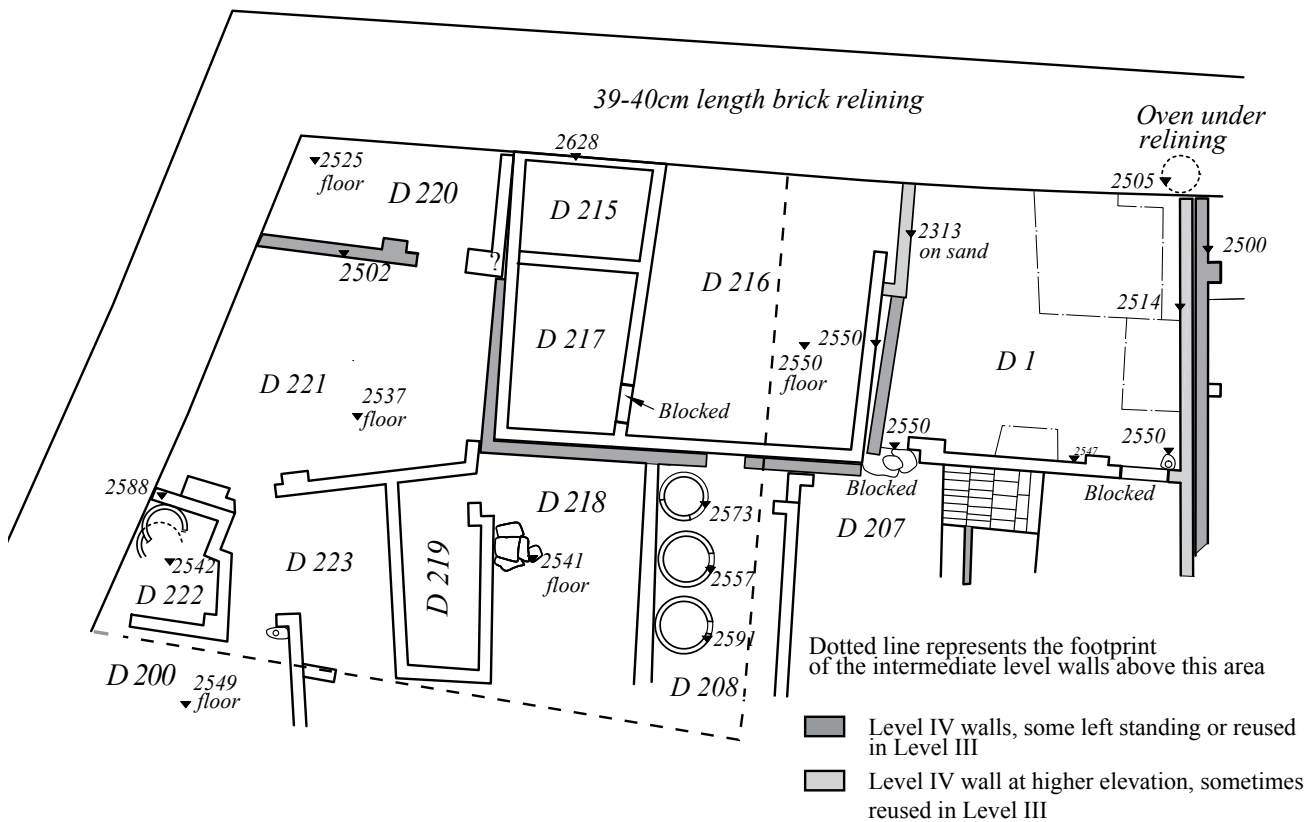 39-40cm length brick relining
Oven under
relining
2628
2525
floor
D 220
D 215
2505
2313
on sand
2500
2502
?
D 216
2514
D 217
2550
2550
floor
D 1
D 221
2537
floor
Blocked
2550
2547
2550
2588
Blocked
Blocked
D 218
2573
D 207
2542
D 223
D 219
2541
floor
2557
D 222
2591
Dotted line represents the footprint
of the intermediate level walls above this area
D 200
2549
floor
D 208
Level IV walls, some left standing or reused
in Level III
Level IV wall at higher elevation, sometimes
reused in Level III